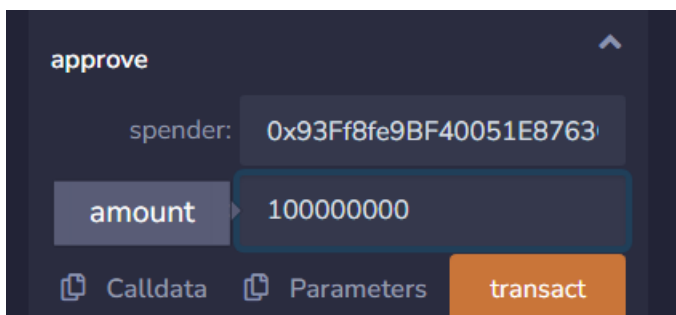 approve
spender: 0x93Ff8fe9BF40051E8763
amount 100000000
Calldata Parameters transact